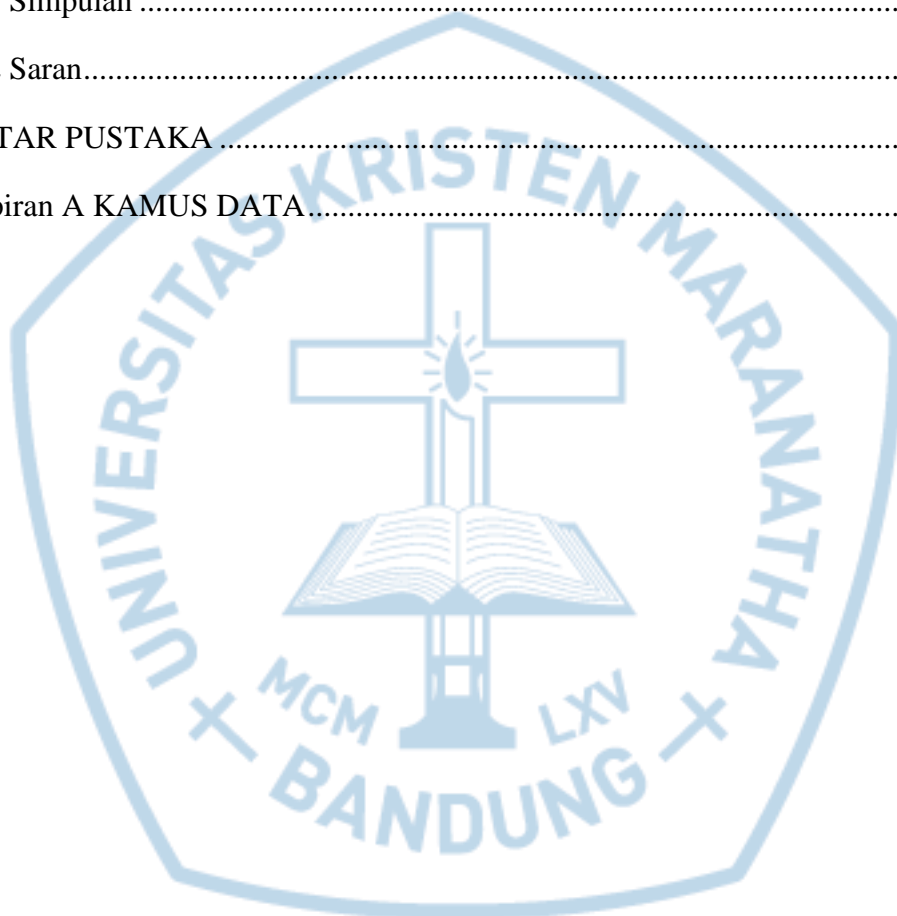 Simpulan ................................................................................................
Saran.......................................................................................................
TAR PUSTAKA ......................................................................................
piran A KAMUS DATA...........................................................................
UNIVERSITAS KRISTEN MARANATHA
MCM LXV
BANDUNG